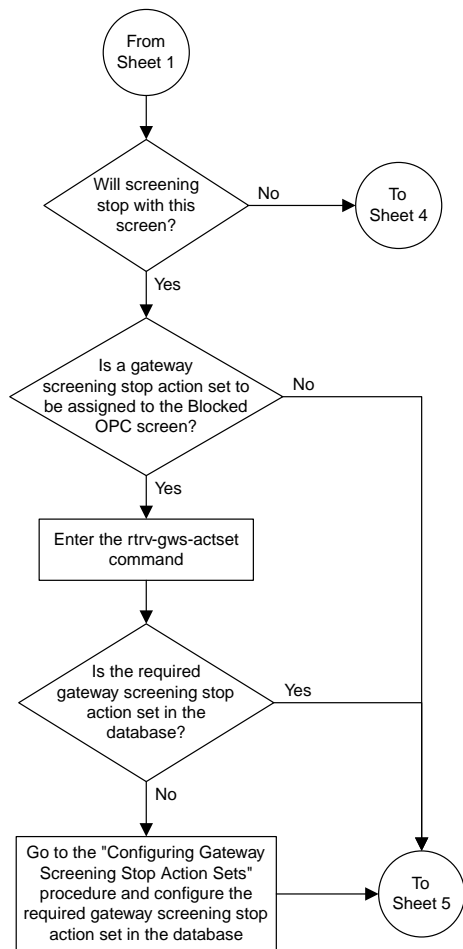 From
Sheet 1
Will screening
stop with this
screen?
No
To
Sheet 4
Yes
Is a gateway
screening stop action set to
be assigned to the Blocked
OPC screen?
No
Yes
Enter the rtrv-gws-actset
command
Is the required
gateway screening stop
action set in the
database?
Yes
No
Go to the "Configuring Gateway
Screening Stop Action Sets"
procedure and configure the
required gateway screening stop
action set in the database
To
Sheet 5